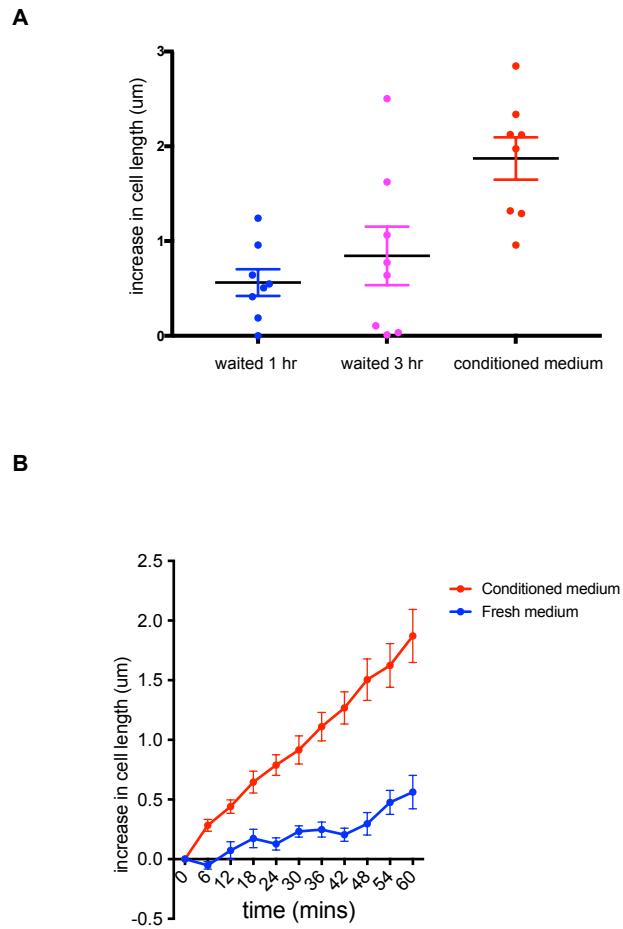 A
increase in cell length (um)
3
2
1
0
waited 1 hr waited 3 hr conditioned medium
B
increase in cell length (um)
2.5
2.0
1.5
1.0
0.5
0.0
-0.5
0 6 12 18 24 30 36 42 48 54 60
time (mins)
Conditioned medium
Fresh medium